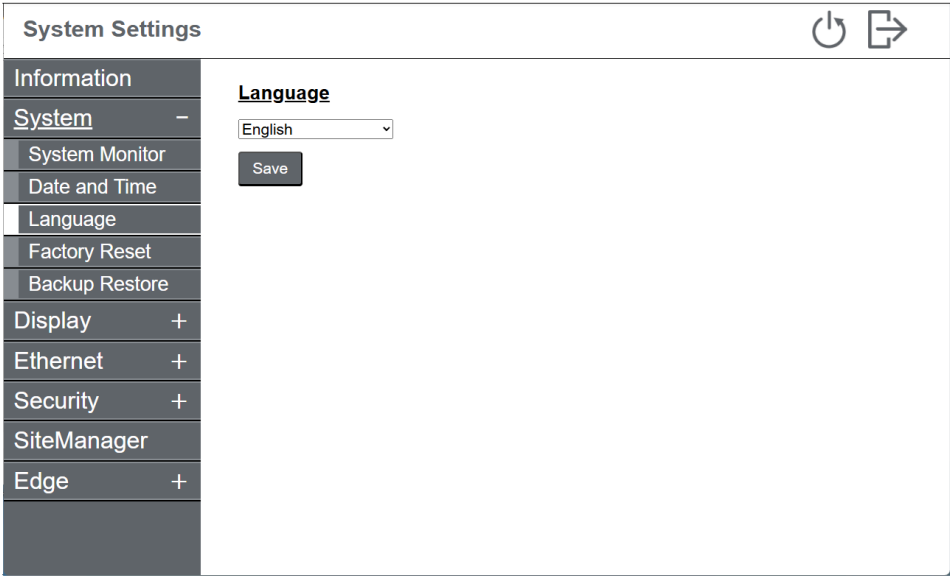 System Settings
Information
System −
System Monitor
Date and Time
Language
Factory Reset
Backup Restore
Display +
Ethernet +
Security +
SiteManager
Edge +
Language
English
Save